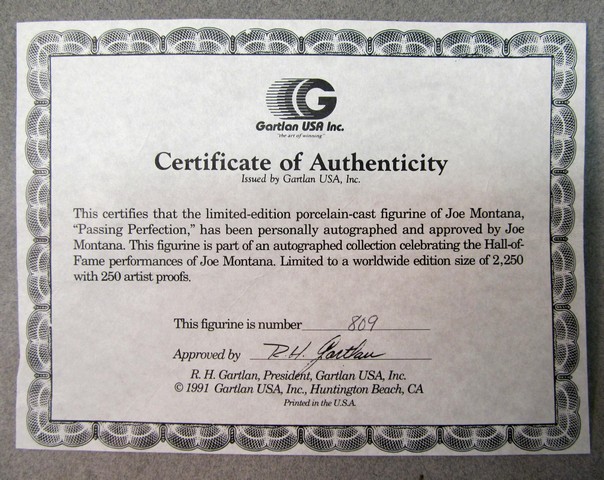 G
Gartlan USA Inc.
"the art of winning"
Certificate of Authenticity
Issued by Gartlan USA, Inc.
This certifies that the limited-edition porcelain-cast figurine of Joe Montana,
"Passing Perfection," has been personally autographed and approved by Joe
Montana. This figurine is part of an autographed collection celebrating the Hall-of-
Fame performances of Joe Montana. Limited to a worldwide edition size of 2,250
with 250 artist proofs.
This figurine is number 809
Approved by R.H. Gartlan
R. H. Gartlan, President, Gartlan USA, Inc.
© 1991 Gartlan USA, Inc., Huntington Beach, CA
Printed in the U.S.A.